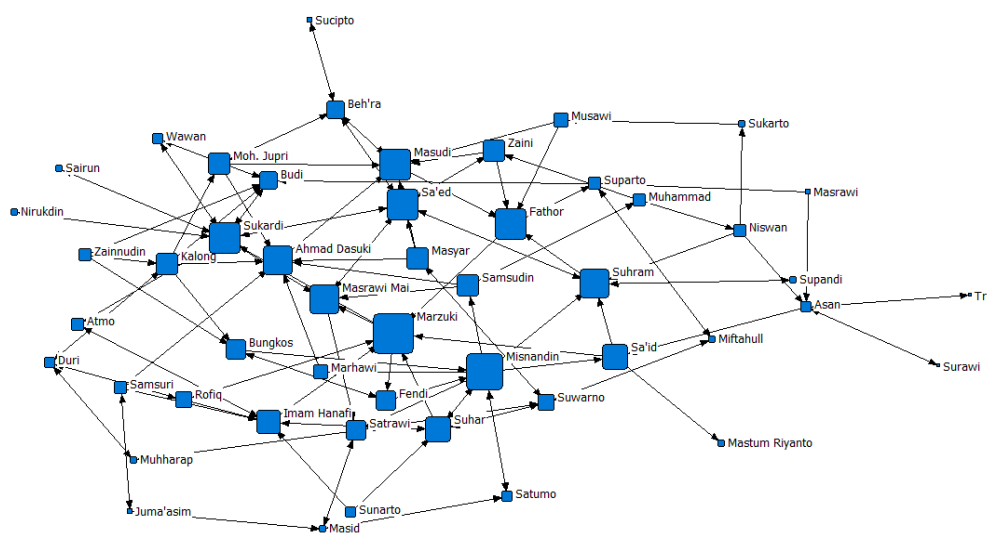 Sucipto
Beh'ra
Musawi
Sukarto
Wawan
Zaini
Masudi
Moh. Jupri
Sairun
Budi
Suparto
Masrawi
Sa'ed
Muhammad
Nirukdin
Fathor
Sukardi
Niswan
Zainnudin
Ahmad Dasuki
Masyar
Kalong
Suhram
Samsudin
Supandi
Tr
Masrawi Mai
Asan
Marzuki
Atmo
Miftahull
Bungkos
Sa'id
Misnandin
Duri
Surawi
Marhawi
Samsuri
Rofiq
Fendi
Suwarno
Imam Hanafi
Satrawi
Suhar
Mastum Riyanto
Muhharap
Satumo
Juma'asim
Sunarto
Masid